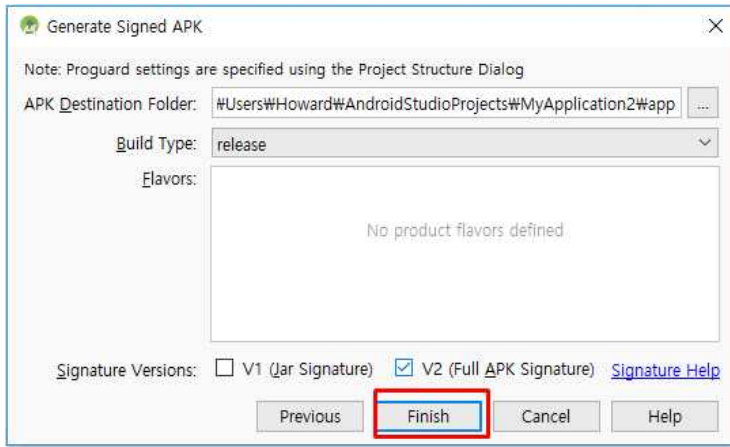 Generate Signed APK
Note: Proguard settings are specified using the Project Structure Dialog
APK Destination Folder: ₩Users₩Howard₩AndroidStudioProjects₩MyApplication2₩app ...
Build Type: release
Flavors:
No product flavors defined
Signature Versions: V1 (Jar Signature) V2 (Full APK Signature) Signature Help
Previous Finish Cancel Help